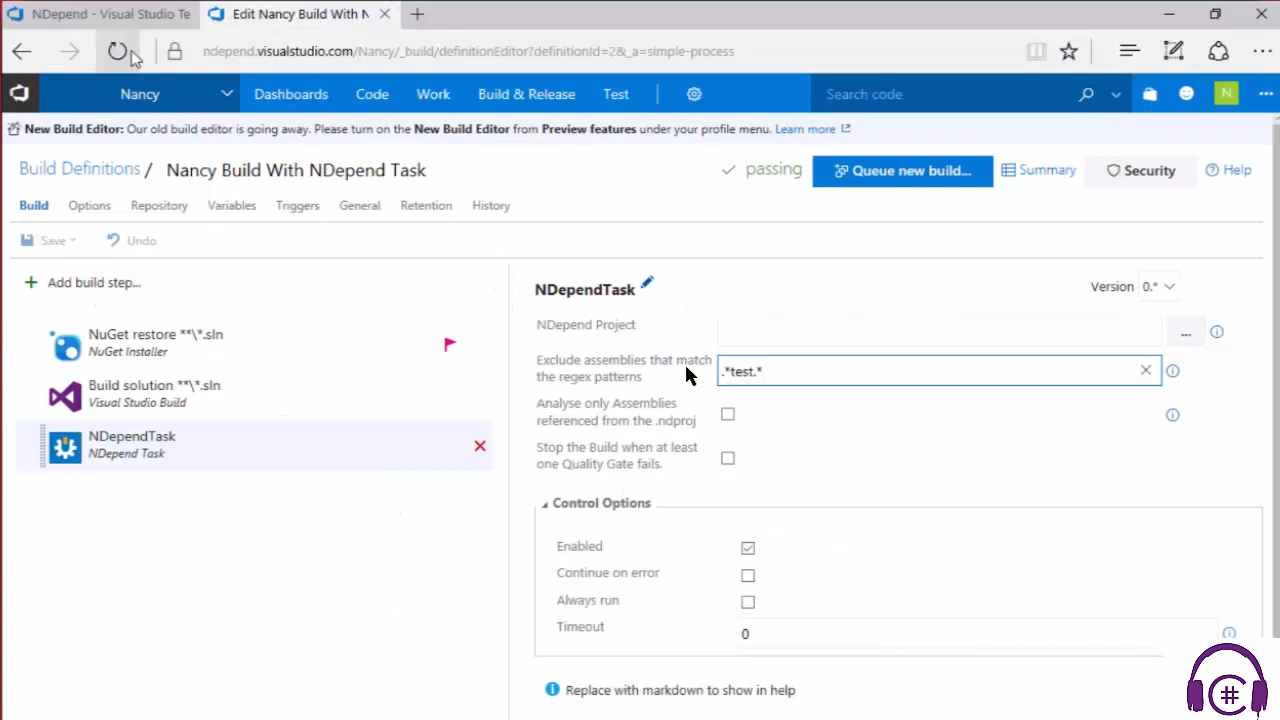 NDepend - Visual Studio Te
Edit Nancy Build With N
ndepend.visualstudio.com/Nancy/_build/definitionEditor?definitionId=2&_a=simple-process
Nancy Dashboards Code Work Build & Release Test Search code N
New Build Editor: Our old build editor is going away. Please turn on the New Build Editor from Preview features under your profile menu. Learn more
Build Definitions / Nancy Build With NDepend Task passing Queue new build... Summary Security Help
Build Options Repository Variables Triggers General Retention History
Save Undo
Add build step...
NuGet restore **\*.sln
NuGet Installer
Build solution **\*.sln
Visual Studio Build
NDependTask
NDepend Task
NDependTask Version 0.*
NDepend Project ...
Exclude assemblies that match
the regex patterns
.*test.*
Analyse only Assemblies
referenced from the .ndproj
Stop the Build when at least
one Quality Gate fails.
Control Options
Enabled
Continue on error
Always run
Timeout 0
Replace with markdown to show in help
C#